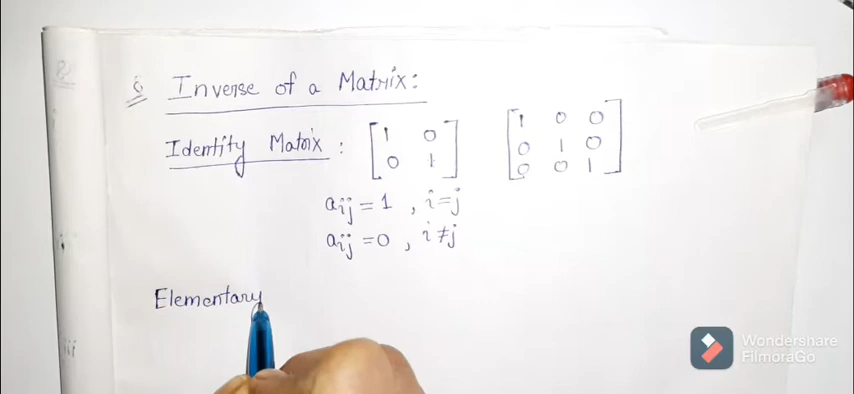 Inverse of a Matrix:
Identity Matrix : [1 0 0 1] [1 0 0 0 1 0 0 0 1]
aij = 1 , i=j
aij =0 , i≠j
Elementary
iii
Wondershare
FilmoraGo